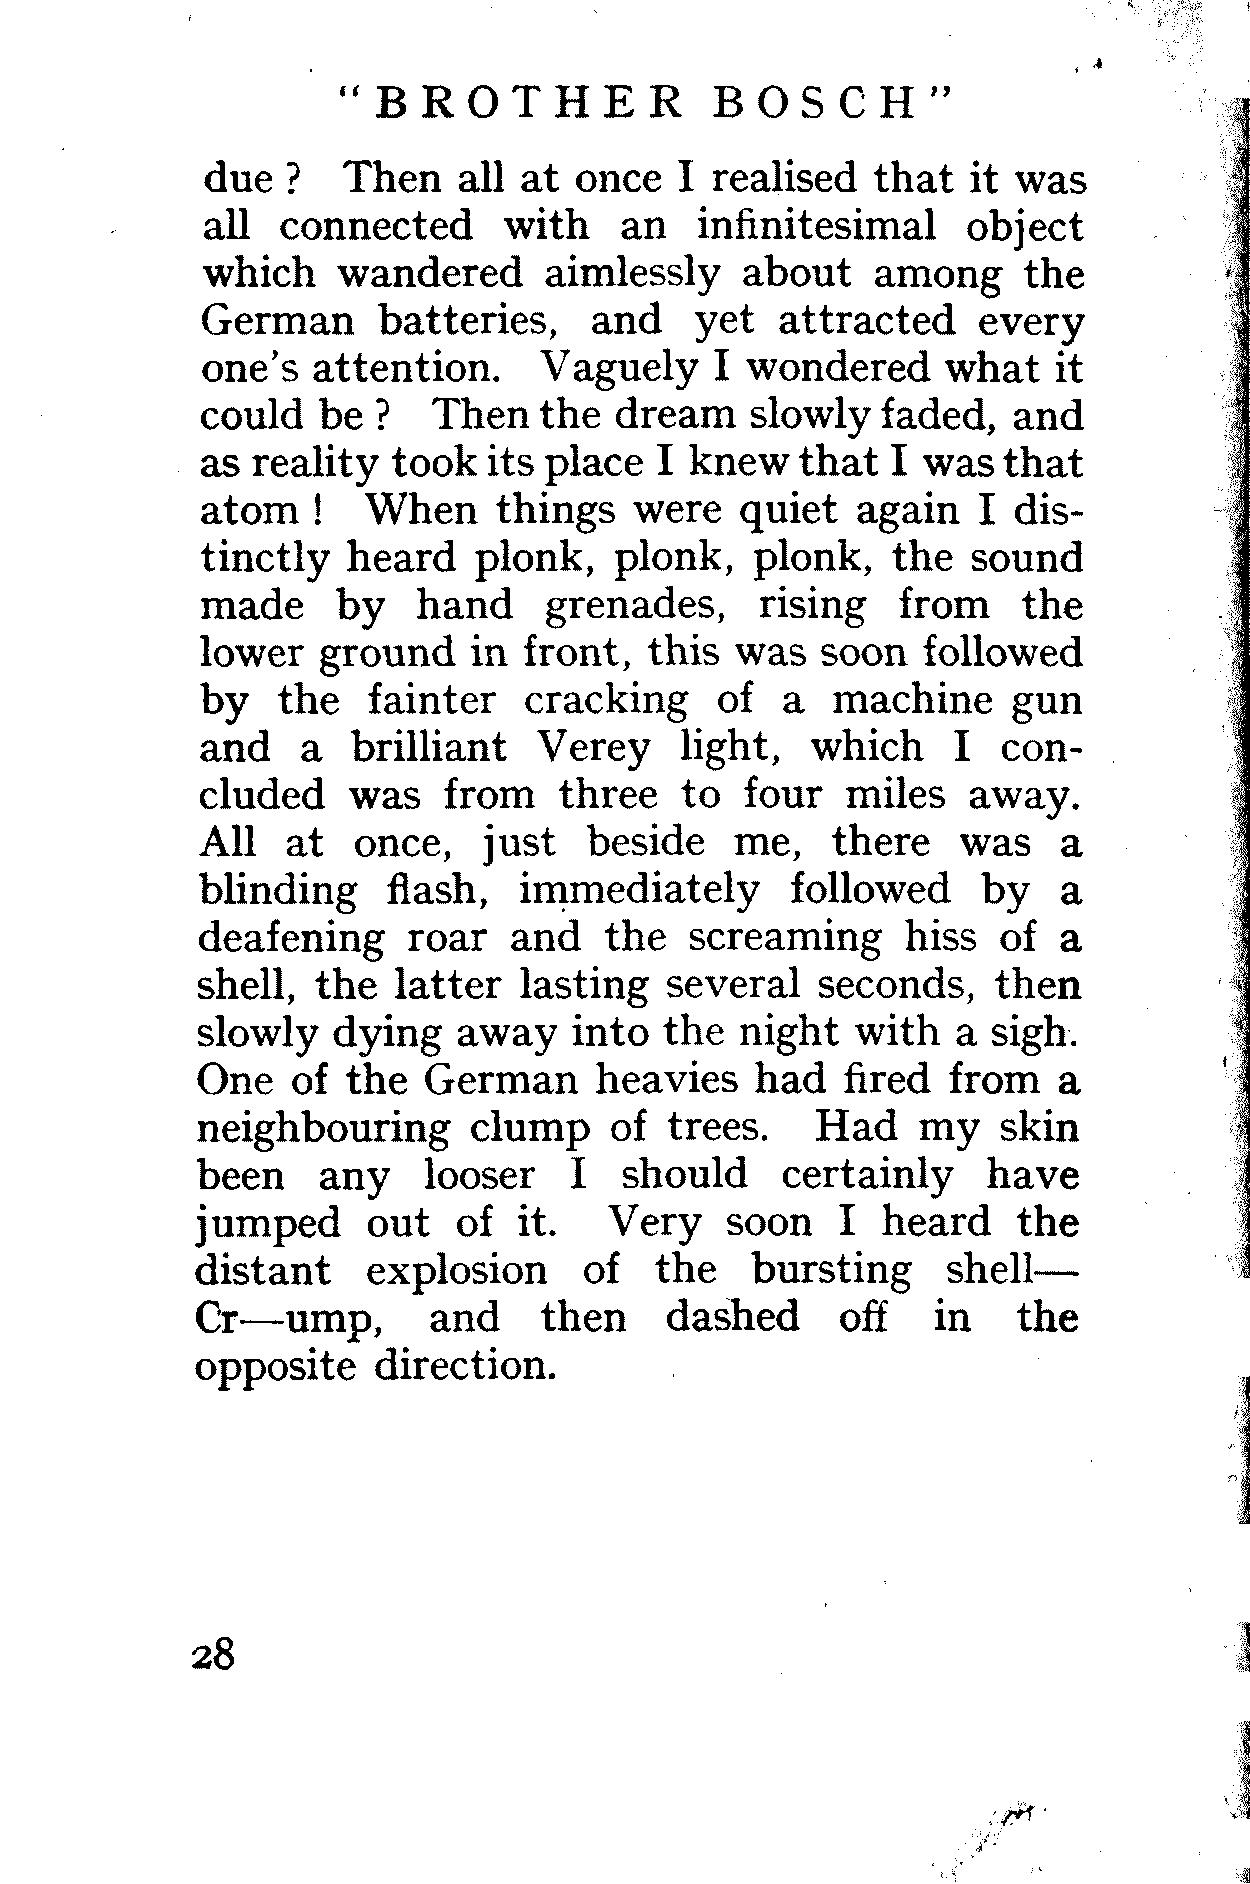 "BROTHER BOSCH"
due ? Then all at once I realised that it was
all connected with an infinitesimal object
which wandered aimlessly about among the
German batteries, and yet attracted every
one's attention. Vaguely I wondered what it
could be ? Then the dream slowly faded, and
as reality took its place I knew that I was that
atom ! When things were quiet again I dis-
tinctly heard plonk, plonk, plonk, the sound
made by hand grenades, rising from the
lower ground in front, this was soon followed
by the fainter cracking of a machine gun
and a brilliant Verey light, which I con-
cluded was from three to four miles away.
All at once, just beside me, there was a
blinding flash, immediately followed by a
deafening roar and the screaming hiss of a
shell, the latter lasting several seconds, then
slowly dying away into the night with a sigh.
One of the German heavies had fired from a
neighbouring clump of trees. Had my skin
been any looser I should certainly have
jumped out of it. Very soon I heard the
distant explosion of the bursting shell—
Cr—ump, and then dashed off in the
opposite direction.
28